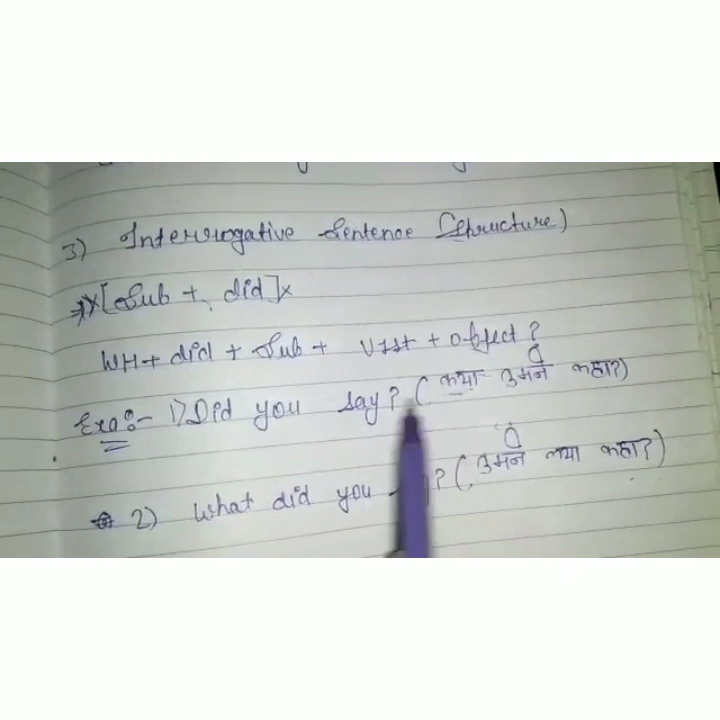 3) Interrogative Sentence (Structure)
[Sub + did]x
WH + did + Sub + V1st + object?
Exa:- 1) Did you say? (क्या तुमने कहा?)
2) What did you ?(तुमने क्या कहा?)